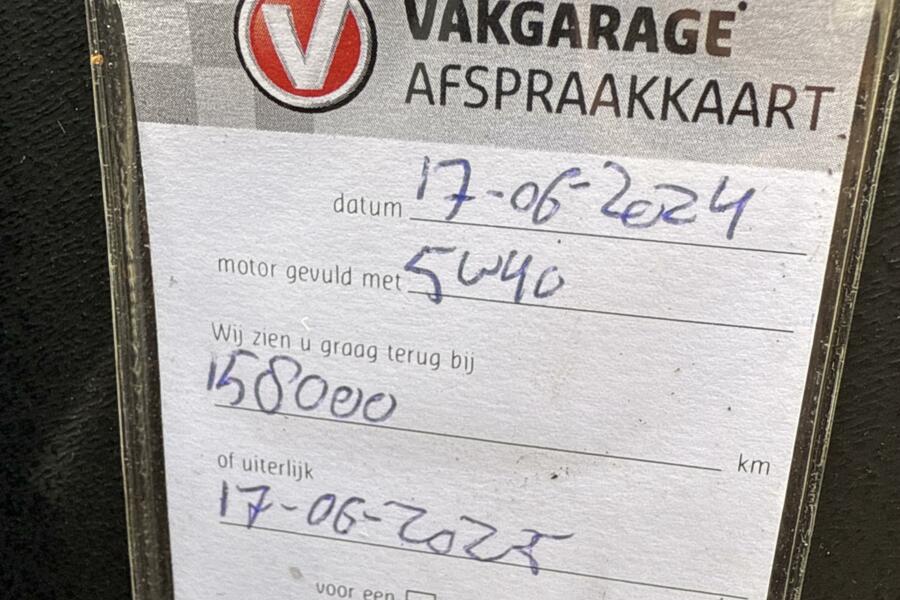 V VAKGARAGE
AFSPRAAKKAART
datum 17-06-2024
motor gevuld met 5W40
Wij zien u graag terug bij
158000 km
of uiterlijk
17-06-2025
voor een